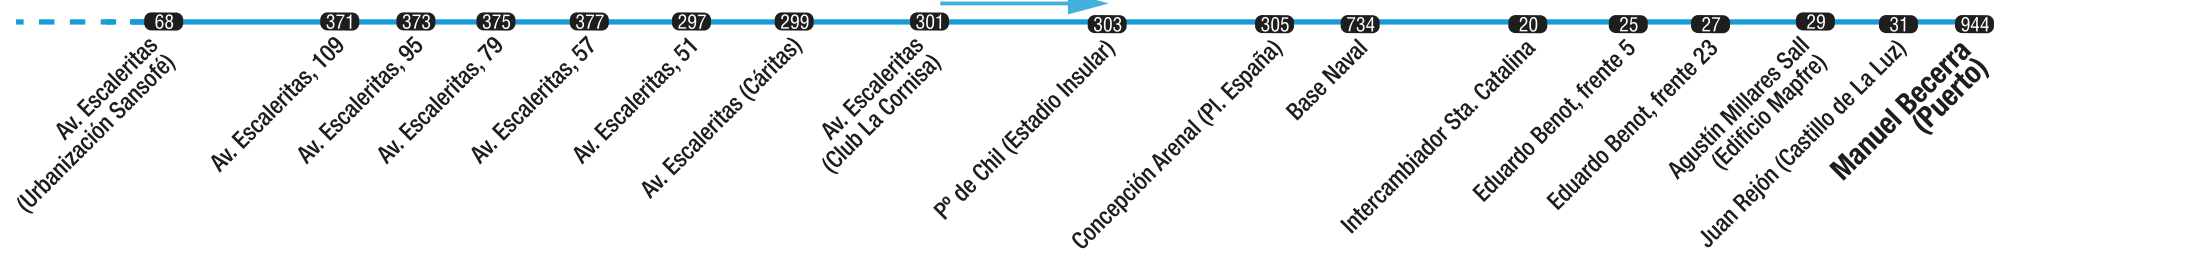 68
371
373
375
377
297
299
301
303
305
734
20
25
27
29
31
944
Av. Escaleritas
(Urbanización Sansofé)
Av. Escaleritas, 109
Av. Escaleritas, 95
Av. Escaleritas, 79
Av. Escaleritas, 57
Av. Escaleritas, 51
Av. Escaleritas (Cáritas)
Av. Escaleritas
(Club La Cornisa)
Pº de Chil (Estadio Insular)
Concepción Arenal (Pl. España)
Base Naval
Intercambiador Sta. Catalina
Eduardo Benot, frente 5
Eduardo Benot, frente 23
Agustín Millares Sall
(Edificio Mapfre)
Juan Rejón (Castillo de La Luz)
Manuel Becerra
(Puerto)